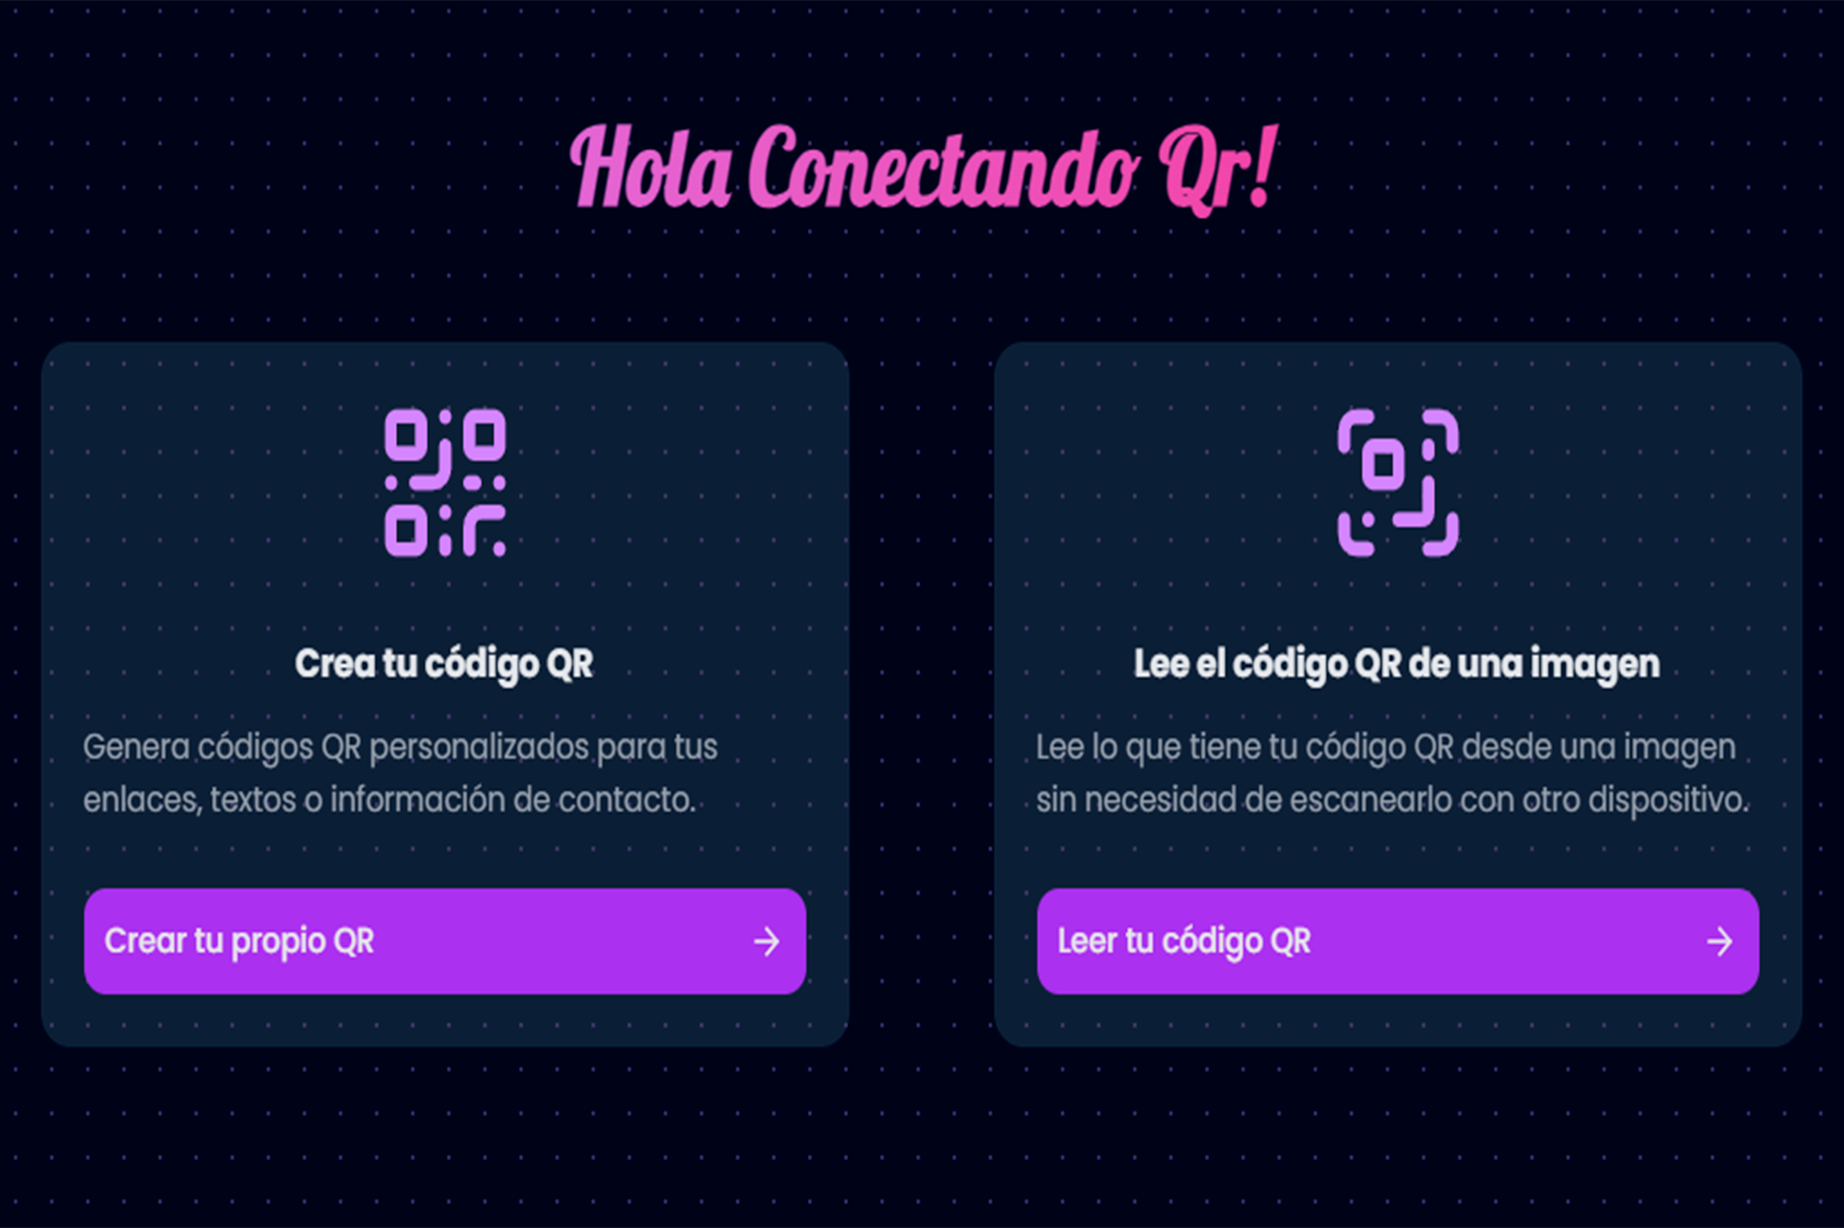 Hola Conectando Qr!
Crea tu código QR
Genera códigos QR personalizados para tus
enlaces, textos o información de contacto.
Crear tu propio QR
Lee el código QR de una imagen
Lee lo que tiene tu código QR desde una imagen
sin necesidad de escanearlo con otro dispositivo.
Leer tu código QR